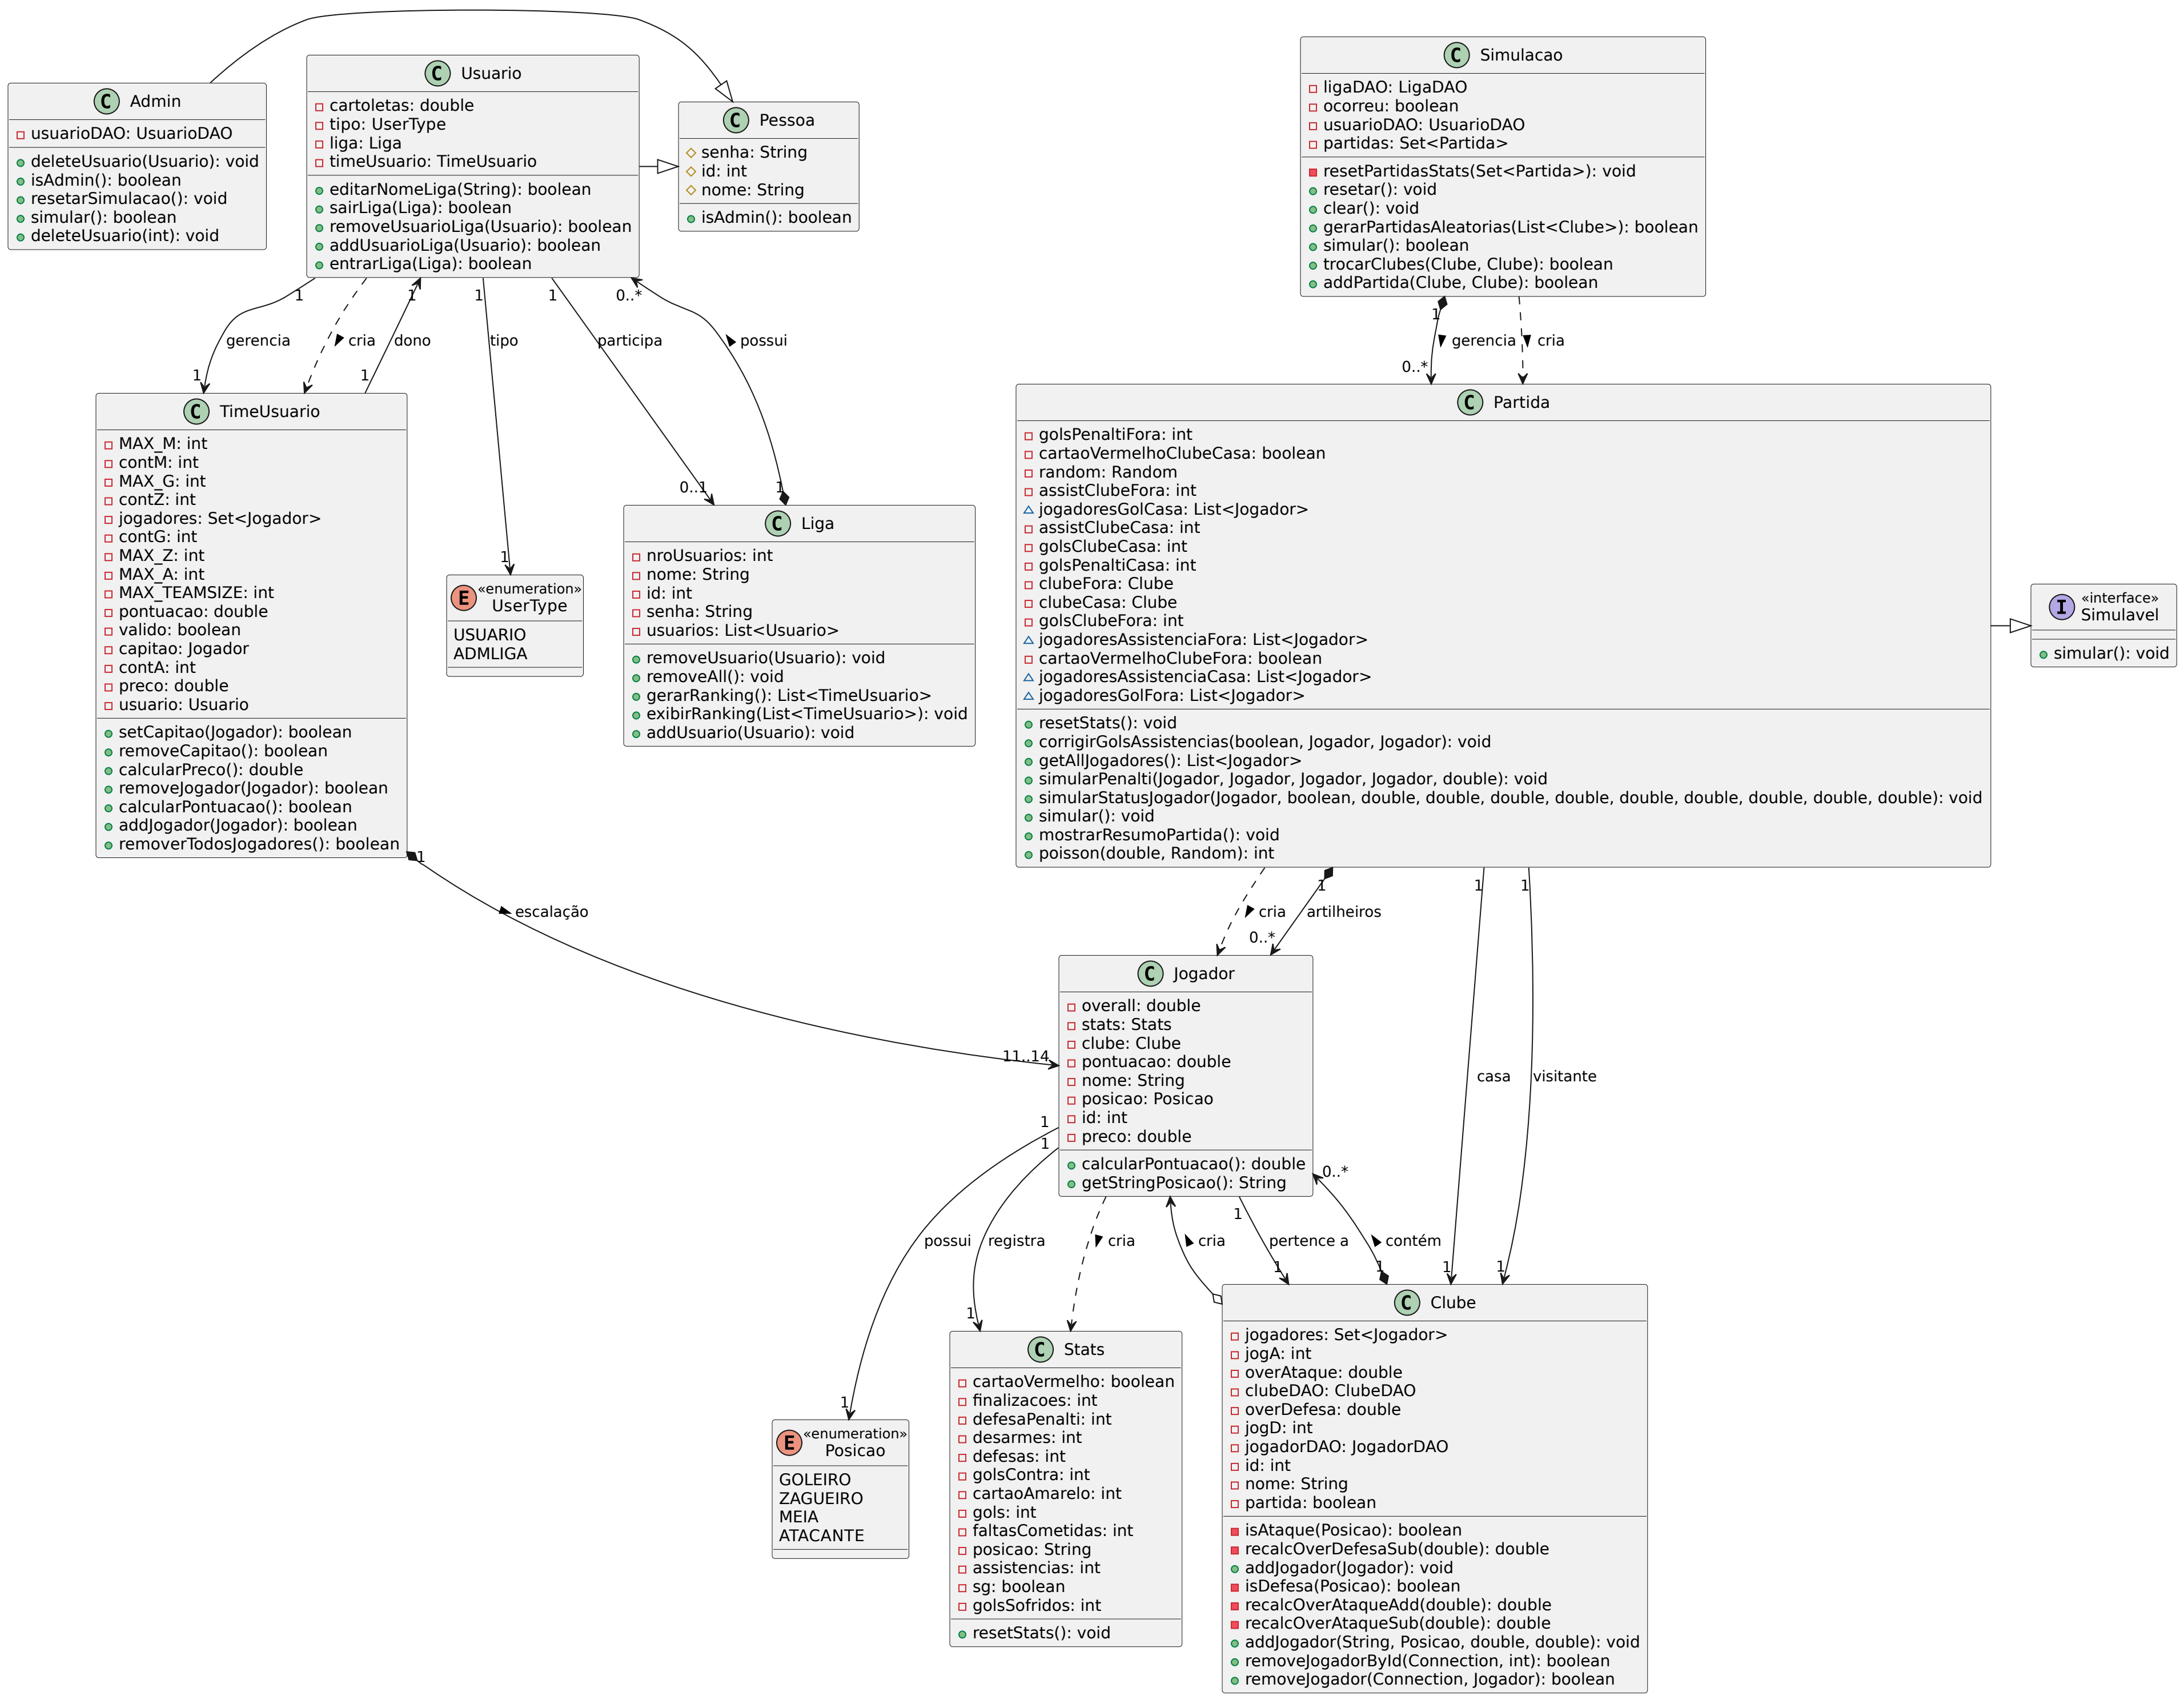 Admin
usuarioDAO: UsuarioDAO
deleteUsuario(Usuario): void
isAdmin(): boolean
resetarSimulacao(): void
simular(): boolean
deleteUsuario(int): void
Usuario
cartoletas: double
tipo: UserType
liga: Liga
timeUsuario: TimeUsuario
editarNomeLiga(String): boolean
sairLiga(Liga): boolean
removeUsuarioLiga(Usuario): boolean
addUsuarioLiga(Usuario): boolean
entrarLiga(Liga): boolean
Pessoa
senha: String
id: int
nome: String
isAdmin(): boolean
Simulacao
ligaDAO: LigaDAO
ocorreu: boolean
usuarioDAO: UsuarioDAO
partidas: Set<Partida>
resetPartidasStats(Set<Partida>): void
resetar(): void
clear(): void
gerarPartidasAleatorias(List<Clube>): boolean
simular(): boolean
trocarClubes(Clube, Clube): boolean
addPartida(Clube, Clube): boolean
1
1
1
1
0..*
1
gerencia
cria
dono
tipo
participa
possui
gerencia
cria
1
1
0..*
TimeUsuario
MAX_M: int
contM: int
MAX_G: int
contZ: int
jogadores: Set<Jogador>
contG: int
MAX_Z: int
MAX_A: int
MAX_TEAMSIZE: int
pontuacao: double
valido: boolean
capitao: Jogador
contA: int
preco: double
usuario: Usuario
setCapitao(Jogador): boolean
removeCapitao(): boolean
calcularPreco(): double
removeJogador(Jogador): boolean
calcularPontuacao(): boolean
addJogador(Jogador): boolean
removerTodosJogadores(): boolean
1
«enumeration»
UserType
USUARIO
ADMLIGA
0..1
1
Liga
nroUsuarios: int
nome: String
id: int
senha: String
usuarios: List<Usuario>
removeUsuario(Usuario): void
removeAll(): void
gerarRanking(): List<TimeUsuario>
exibirRanking(List<TimeUsuario>): void
addUsuario(Usuario): void
Partida
golsPenaltiFora: int
cartaoVermelhoClubeCasa: boolean
random: Random
assistClubeFora: int
jogadoresGolCasa: List<Jogador>
assistClubeCasa: int
golsClubeCasa: int
golsPenaltiCasa: int
clubeFora: Clube
clubeCasa: Clube
golsClubeFora: int
jogadoresAssistenciaFora: List<Jogador>
cartaoVermelhoClubeFora: boolean
jogadoresAssistenciaCasa: List<Jogador>
jogadoresGolFora: List<Jogador>
resetStats(): void
corrigirGolsAssistencias(boolean, Jogador, Jogador): void
getAllJogadores(): List<Jogador>
simularPenalti(Jogador, Jogador, Jogador, Jogador, double): void
simularStatusJogador(Jogador, boolean, double, double, double, double, double, double, double, double, double): void
simular(): void
mostrarResumoPartida(): void
poisson(double, Random): int
«interface»
Simulavel
simular(): void
1
escalação
11..14
cria
1
artilheiros
0..*
1
1
casa
visitante
1
1
Jogador
overall: double
stats: Stats
clube: Clube
pontuacao: double
nome: String
posicao: Posicao
id: int
preco: double
calcularPontuacao(): double
getStringPosicao(): String
1
1
0..*
1
possui
registra
cria
cria
pertence a
contém
1
1
1
1
«enumeration»
Posicao
GOLEIRO
ZAGUEIRO
MEIA
ATACANTE
Stats
cartaoVermelho: boolean
finalizacoes: int
defesaPenalti: int
desarmes: int
defesas: int
golsContra: int
cartaoAmarelo: int
gols: int
faltasCometidas: int
posicao: String
assistencias: int
sg: boolean
golsSofridos: int
resetStats(): void
Clube
jogadores: Set<Jogador>
jogA: int
overAtaque: double
clubeDAO: ClubeDAO
overDefesa: double
jogD: int
jogadorDAO: JogadorDAO
id: int
nome: String
partida: boolean
isAtaque(Posicao): boolean
recalcOverDefesaSub(double): double
addJogador(Jogador): void
isDefesa(Posicao): boolean
recalcOverAtaqueAdd(double): double
recalcOverAtaqueSub(double): double
addJogador(String, Posicao, double, double): void
removeJogadorById(Connection, int): boolean
removeJogador(Connection, Jogador): boolean